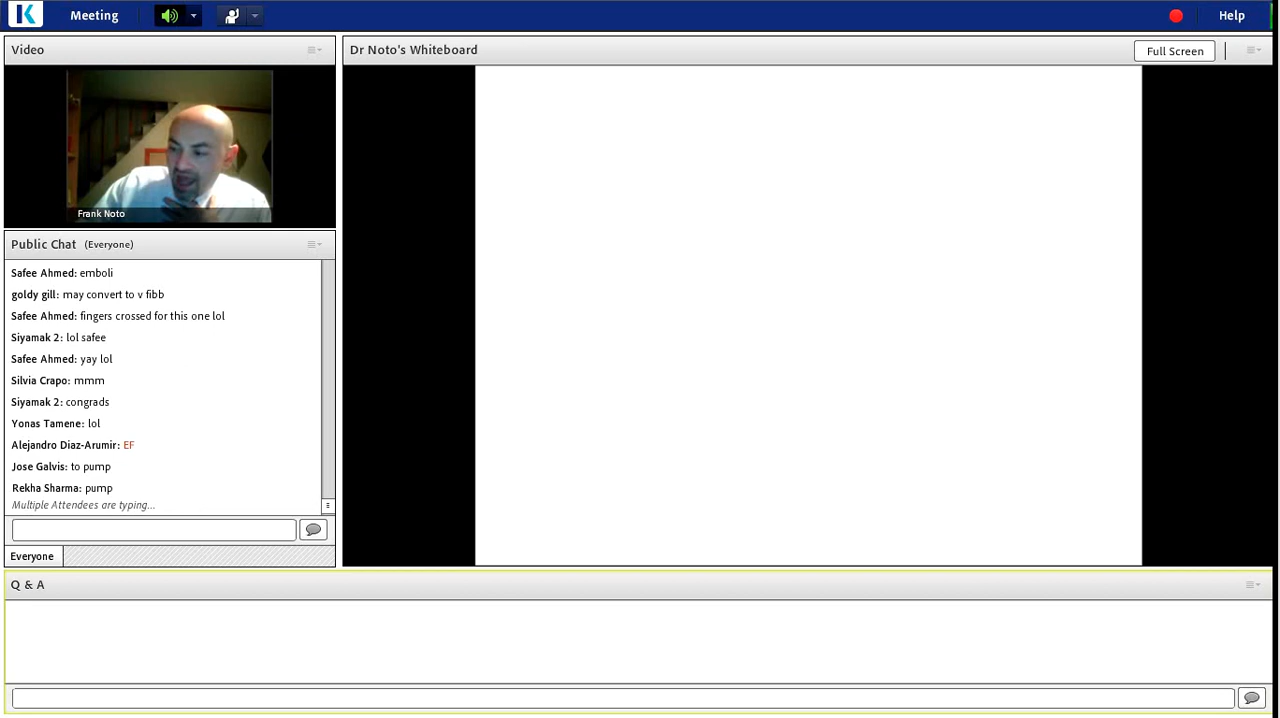 K Meeting Help
Video
Frank Noto
Public Chat (Everyone)
Safee Ahmed: emboli
goldy gill: may convert to v fibb
Safee Ahmed: fingers crossed for this one lol
Siyamak 2: lol safee
Safee Ahmed: yay lol
Silvia Crapo: mmm
Siyamak 2: congrads
Yonas Tamene: lol
Alejandro Diaz-Arumir: EF
Jose Galvis: to pump
Rekha Sharma: pump
Multiple Attendees are typing...
Everyone
Dr Noto's Whiteboard Full Screen
Q & A